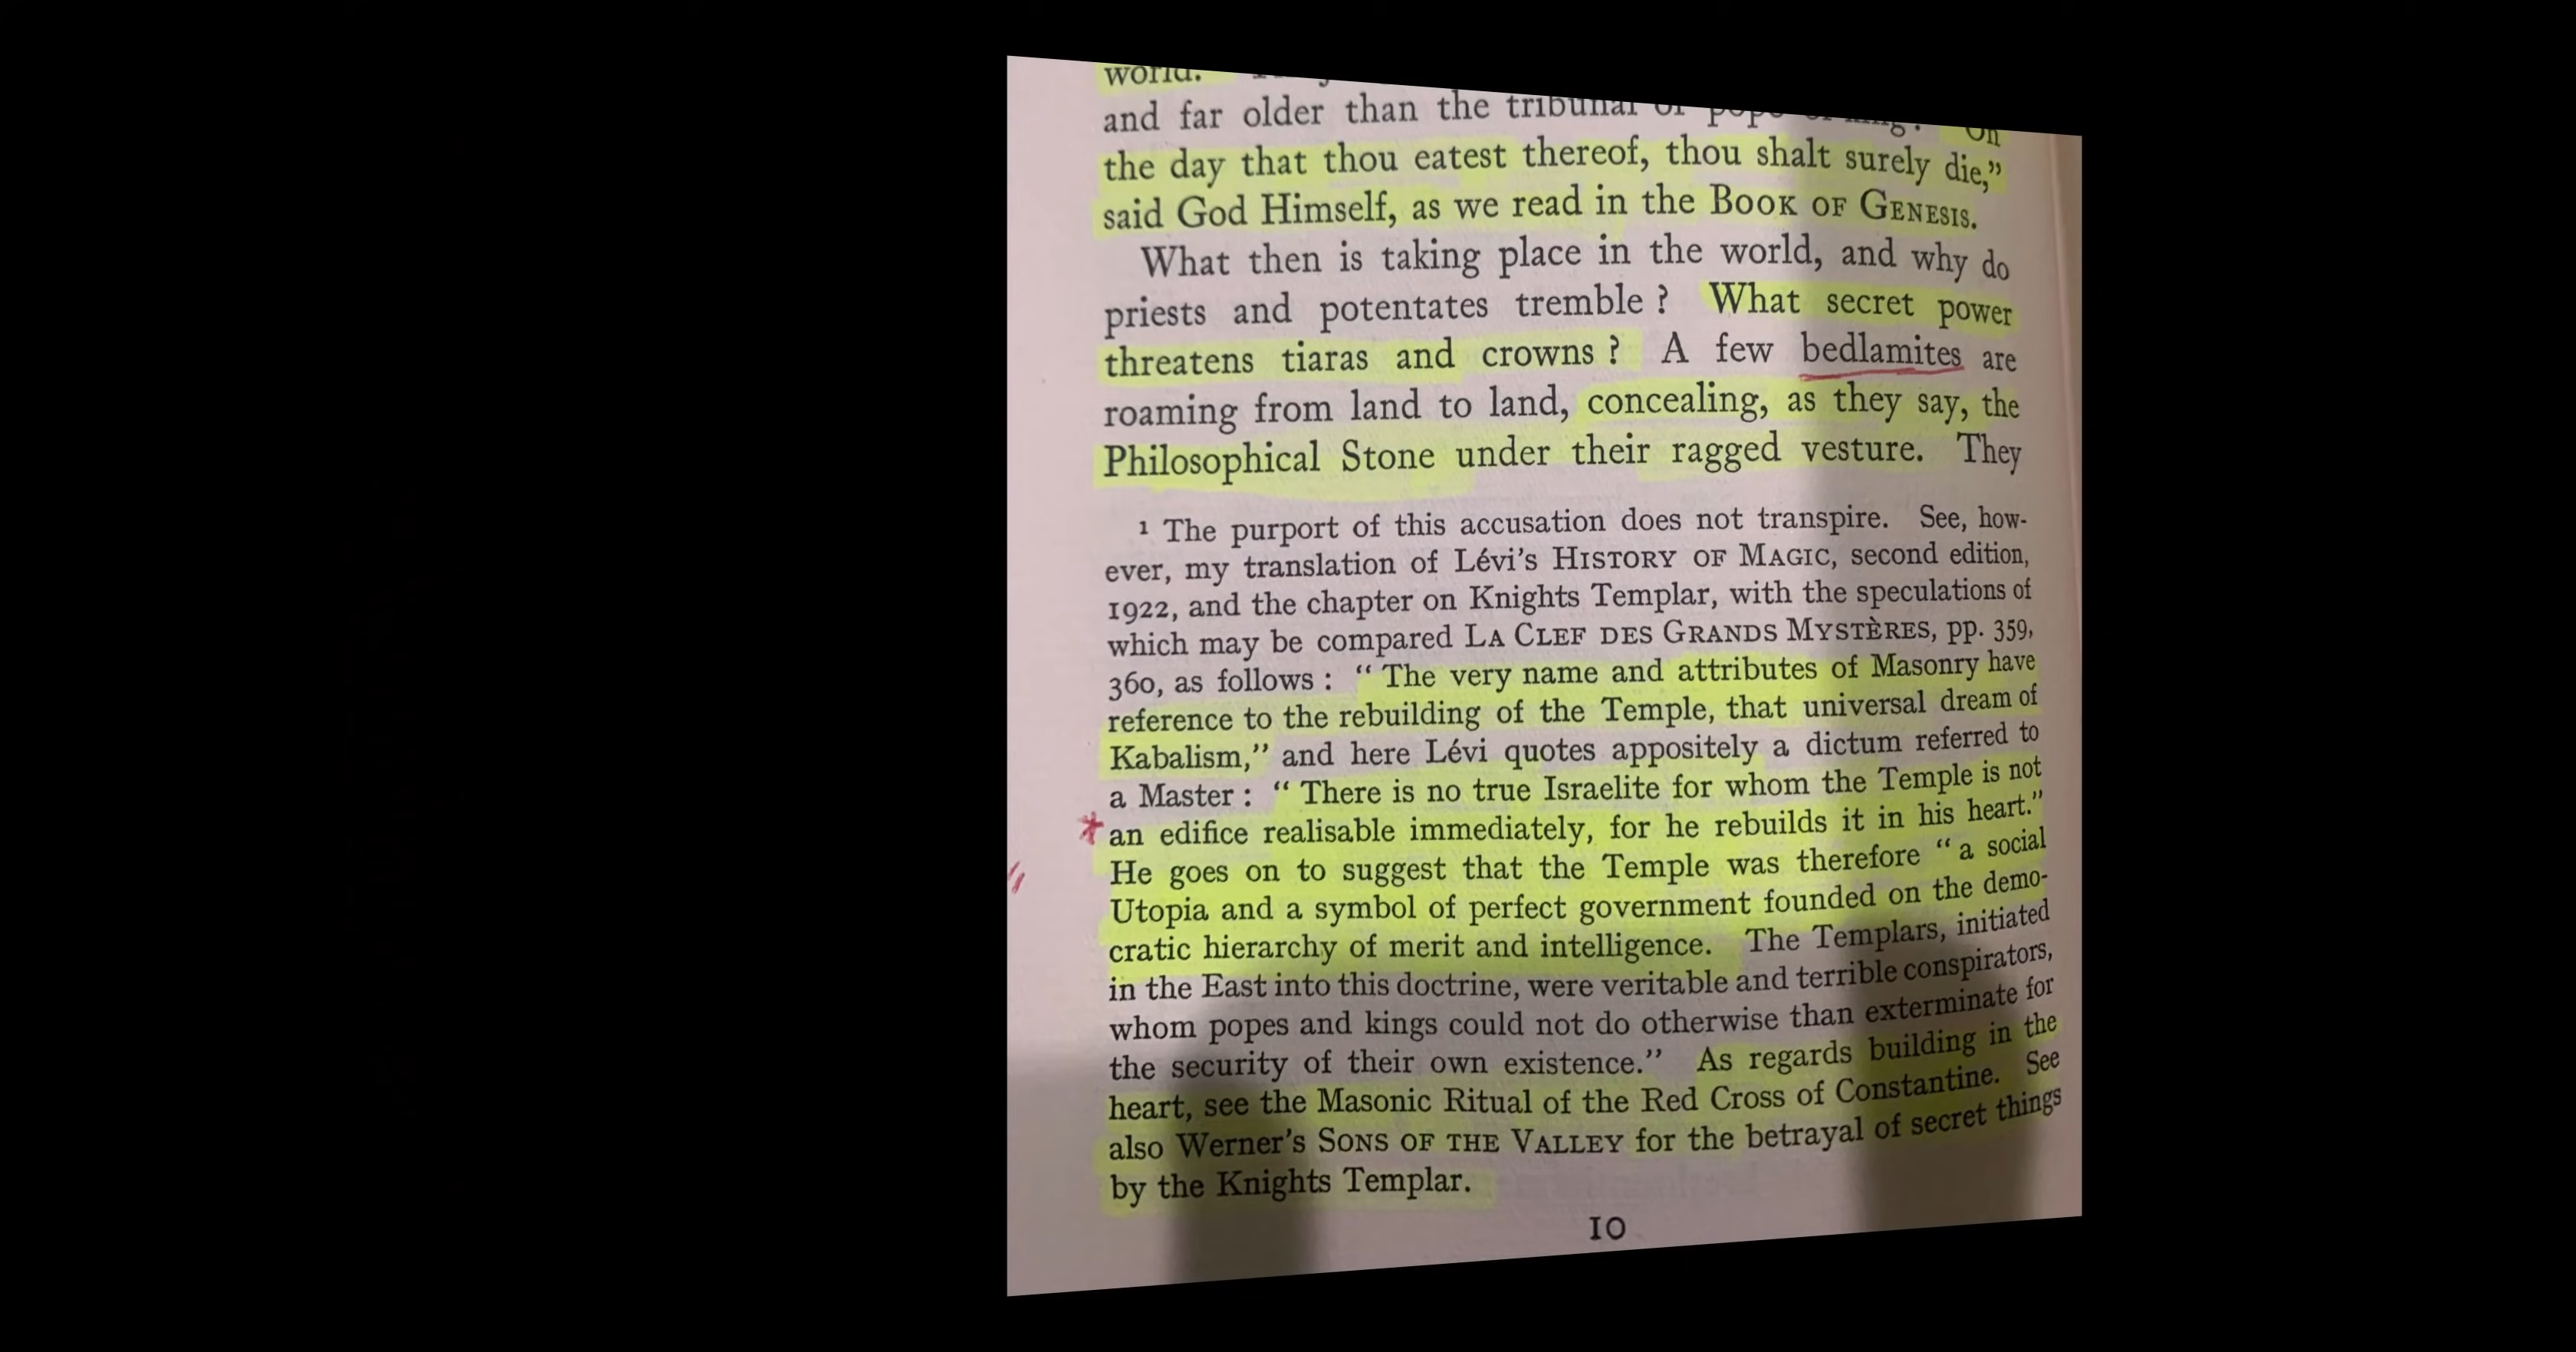 world.
and far older than the tribunal of pope or king? "On
the day that thou eatest thereof, thou shalt surely die,"
said God Himself, as we read in the BOOK OF GENESIS.
What then is taking place in the world, and why do
priests and potentates tremble ? What secret power
threatens tiaras and crowns ? A few bedlamites are
roaming from land to land, concealing, as they say, the
Philosophical Stone under their ragged vesture. They
¹ The purport of this accusation does not transpire. See, how-
ever, my translation of Lévi's HISTORY OF MAGIC, second edition,
1922, and the chapter on Knights Templar, with the speculations of
which may be compared LA CLEF DES GRANDS MYSTÈRES, pp. 359,
360, as follows : " The very name and attributes of Masonry have
reference to the rebuilding of the Temple, that universal dream of
Kabalism," and here Lévi quotes appositely a dictum referred to
a Master : " There is no true Israelite for whom the Temple is not
an edifice realisable immediately, for he rebuilds it in his heart."
He goes on to suggest that the Temple was therefore " a social
Utopia and a symbol of perfect government founded on the demo-
cratic hierarchy of merit and intelligence. The Templars, initiated
in the East into this doctrine, were veritable and terrible conspirators,
whom popes and kings could not do otherwise than exterminate for
the security of their own existence." As regards building in the
heart, see the Masonic Ritual of the Red Cross of Constantine. See
also Werner's SONS OF THE VALLEY for the betrayal of secret things
by the Knights Templar.
10